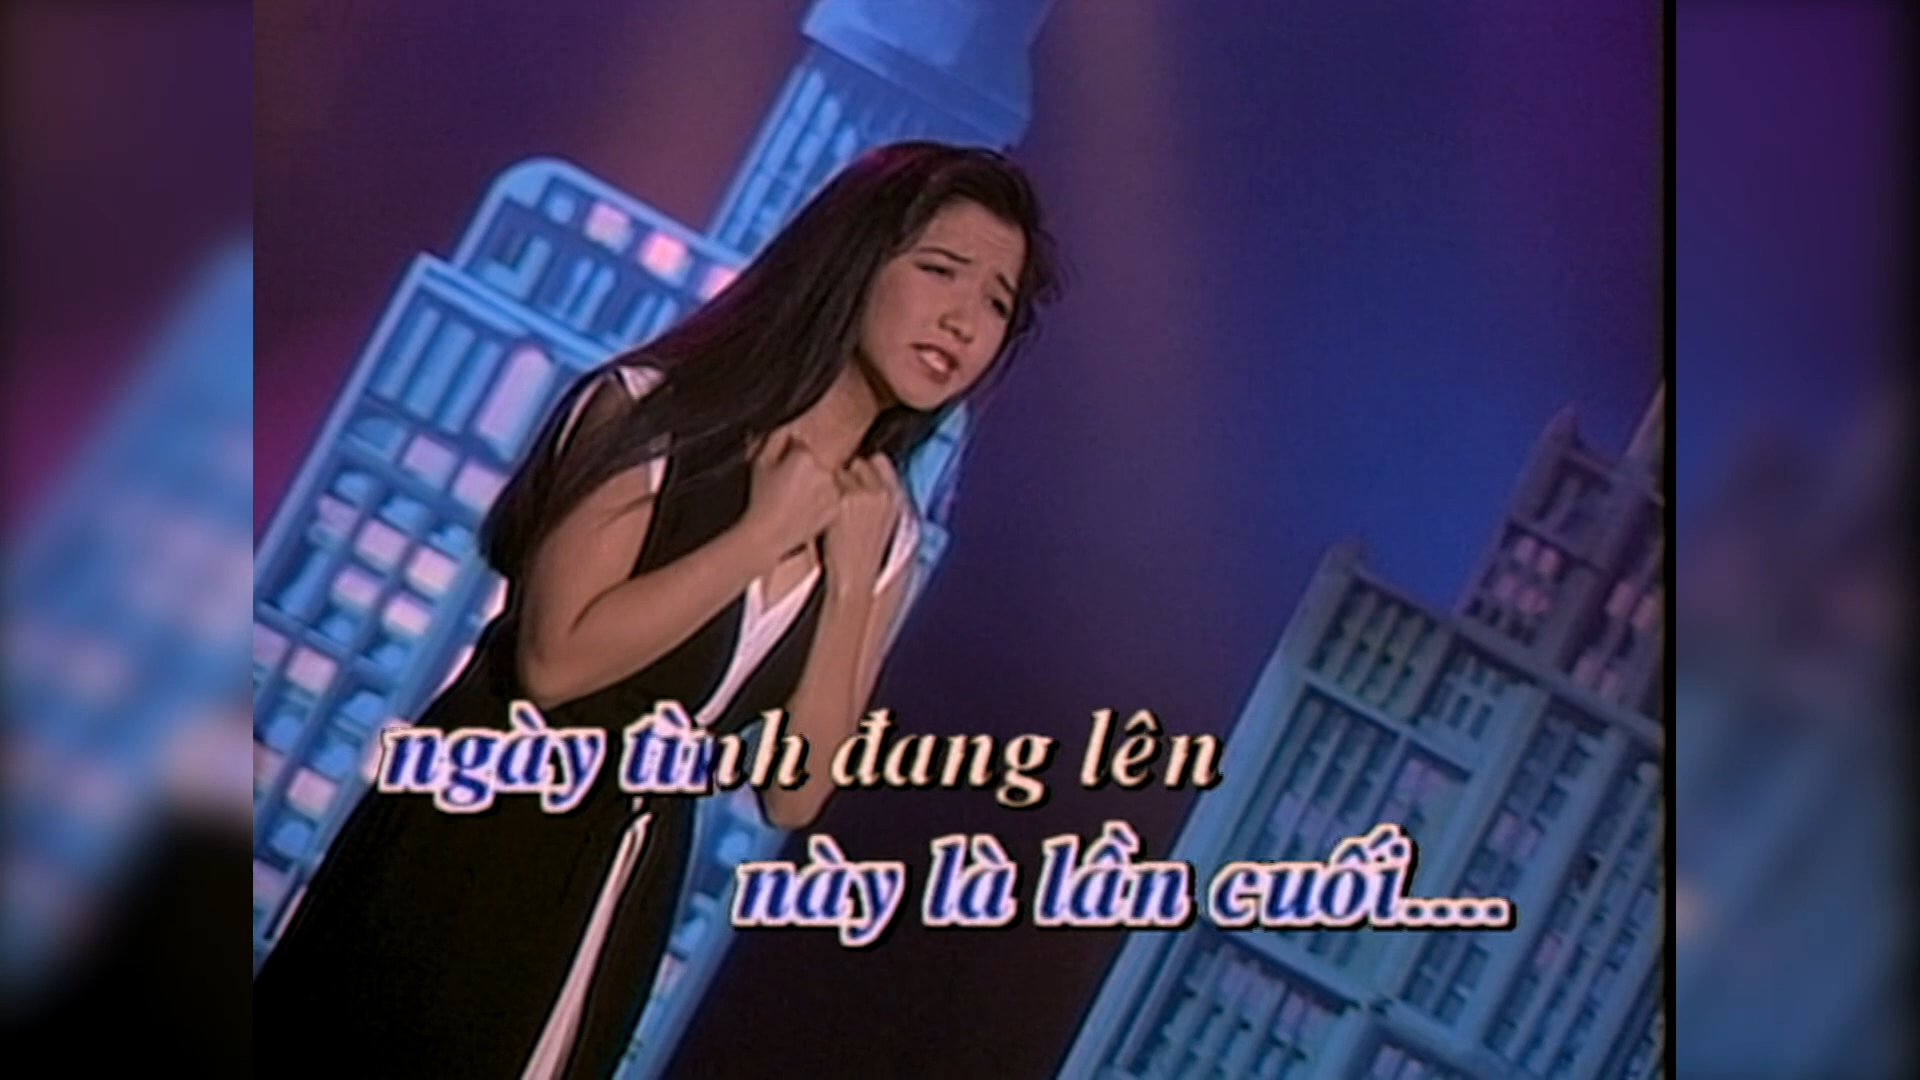 ngày tình đang lên
này là lần cuối....